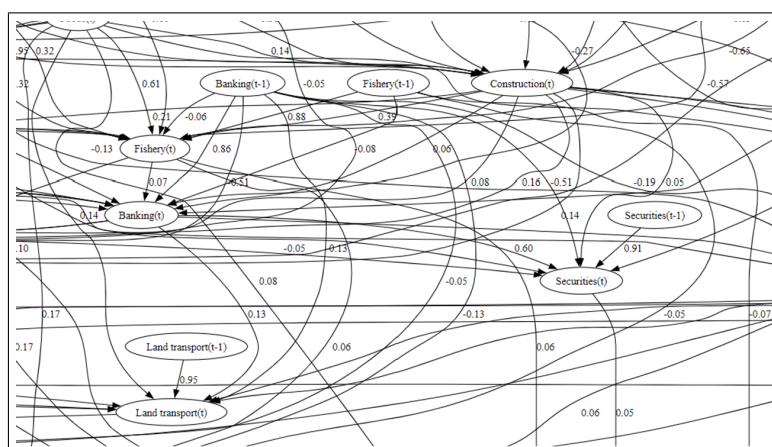 0.32 0.14 -0.27
.95 -0.65
.32 0.61 Banking(t-1) -0.05 Fishery(t-1) Construction(t) -0.57
0.21 -0.06 0.88 0.39
-0.13 Fishery(t) 0.86 -0.08 0.06
0.07 -0.51 0.08 0.16 -0.51 -0.19 0.05
0.14 Banking(t) 0.14 Securities(t-1)
.10 -0.05 0.13 0.60 0.91
0.08 -0.05 Securities(t)
0.17 0.13 -0.13 -0.05 -0.07
0.17 Land transport(t-1) 0.06 0.06
0.95
Land transport(t) 0.06 0.05